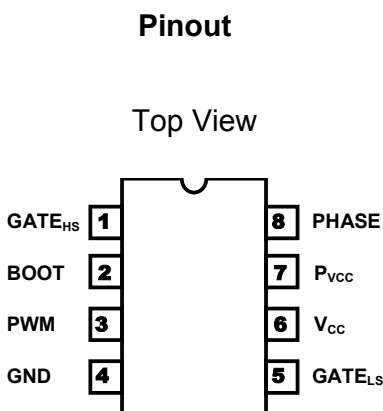 Pinout
Top View
GATEHS 1 8 PHASE
BOOT 2 7 PVCC
PWM 3 6 VCC
GND 4 5 GATELS